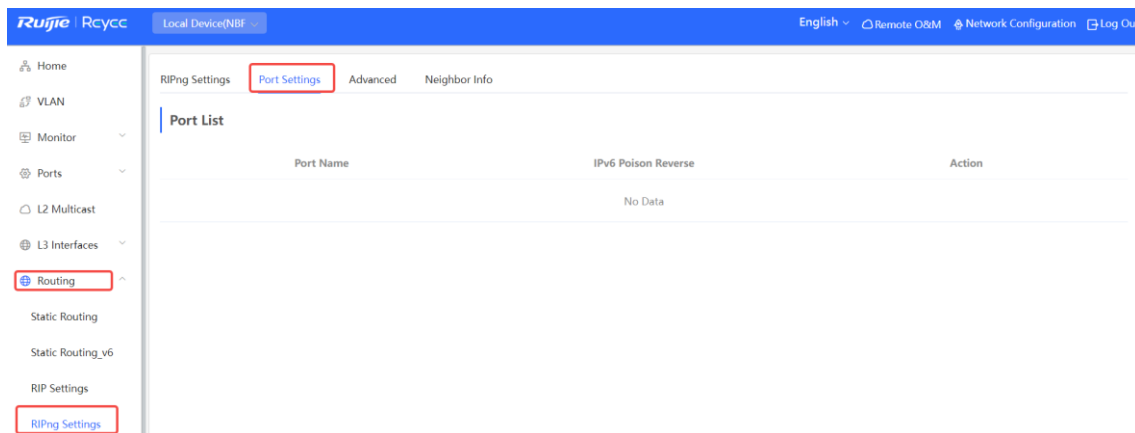 Ruijie | Rcycc Local Device(NBF English Remote O&M Network Configuration Log Ou
Home
VLAN
Monitor
Ports
L2 Multicast
L3 Interfaces
Routing
Static Routing
Static Routing_v6
RIP Settings
RIPng Settings
RIPng Settings Port Settings Advanced Neighbor Info
Port List
Port Name IPv6 Poison Reverse Action
No Data